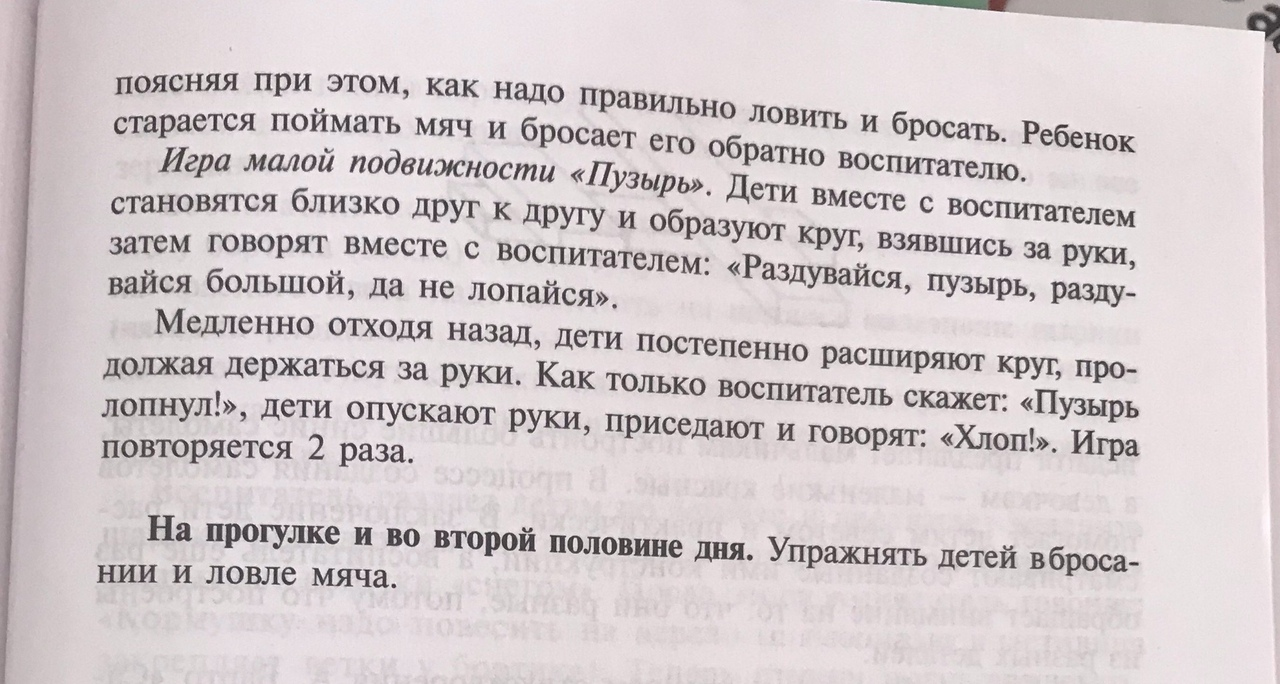 поясняя при этом, как надо правильно ловить и бросать. Ребенок
старается поймать мяч и бросает его обратно воспитателю.
Игра малой подвижности «Пузырь». Дети вместе с воспитателем
становятся близко друг к другу и образуют круг, взявшись за руки,
затем говорят вместе с воспитателем: «Раздувайся, пузырь, разду-
вайся большой, да не лопайся».
Медленно отходя назад, дети постепенно расширяют круг, про-
должая держаться за руки. Как только воспитатель скажет: «Пузырь
лопнул!», дети опускают руки, приседают и говорят: «Хлоп!». Игра
повторяется 2 раза.
На прогулке и во второй половине дня. Упражнять детей в броса-
нии и ловле мяча.